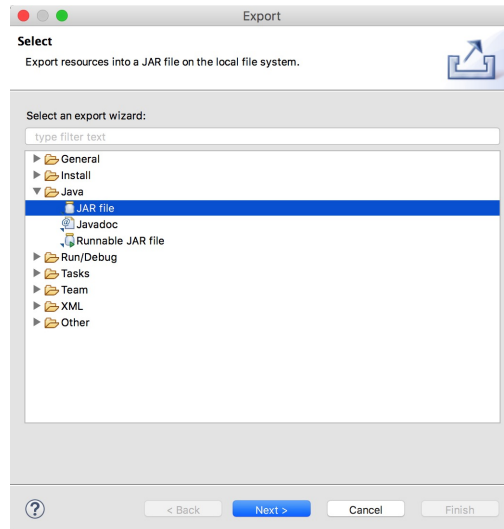 Export
Select
Export resources into a JAR file on the local file system.
Select an export wizard:
type filter text
General
Install
Java
JAR file
Javadoc
Runnable JAR file
Run/Debug
Tasks
Team
XML
Other
? < Back Next > Cancel Finish